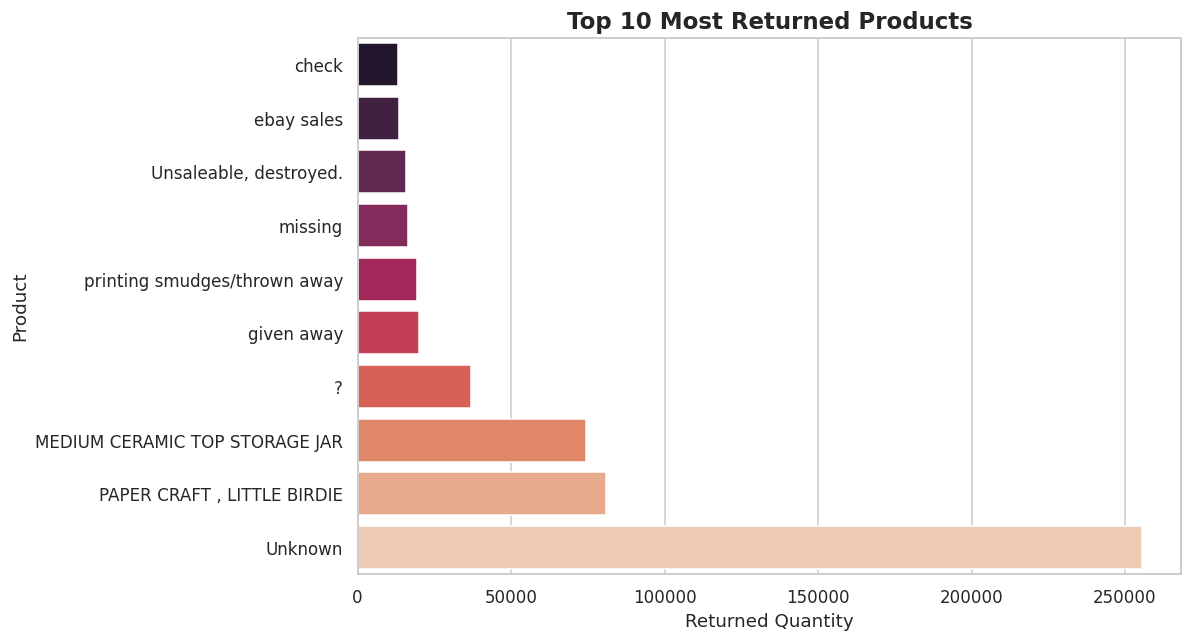 Top 10 Most Returned Products
check
ebay sales
Unsaleable, destroyed.
missing
printing smudges/thrown away
given away
?
MEDIUM CERAMIC TOP STORAGE JAR
PAPER CRAFT , LITTLE BIRDIE
Unknown
Product
0 50000 100000 150000 200000 250000
Returned Quantity